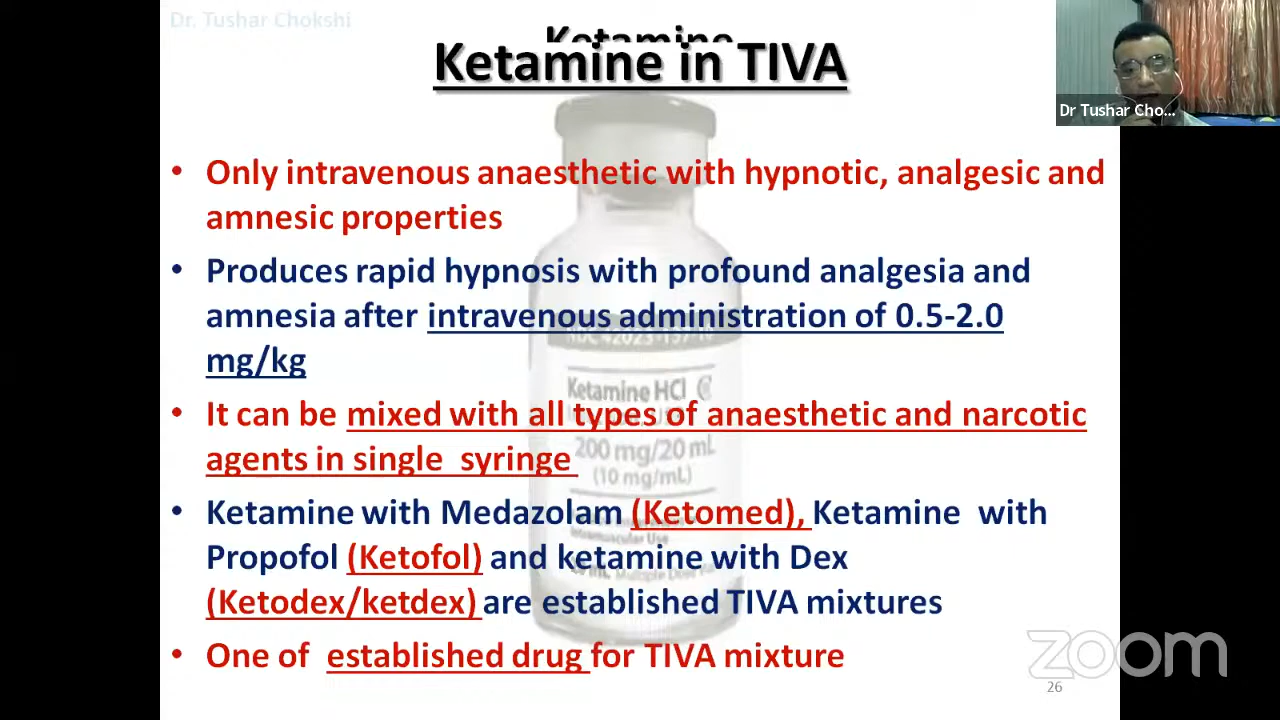 Dr. Tushar Chokshi
Ketamine
Ketamine in TIVA
Dr Tushar Cho...
• Only intravenous anaesthetic with hypnotic, analgesic and
amnesic properties
• Produces rapid hypnosis with profound analgesia and
amnesia after intravenous administration of 0.5-2.0
mg/kg
• It can be mixed with all types of anaesthetic and narcotic
agents in single syringe
• Ketamine with Medazolam (Ketomed), Ketamine with
Propofol (Ketofol) and ketamine with Dex
(Ketodex/ketdex) are established TIVA mixtures
• One of established drug for TIVA mixture
Ketamine HCl
200 mg/20 mL
(10 mg/mL)
zoom
26